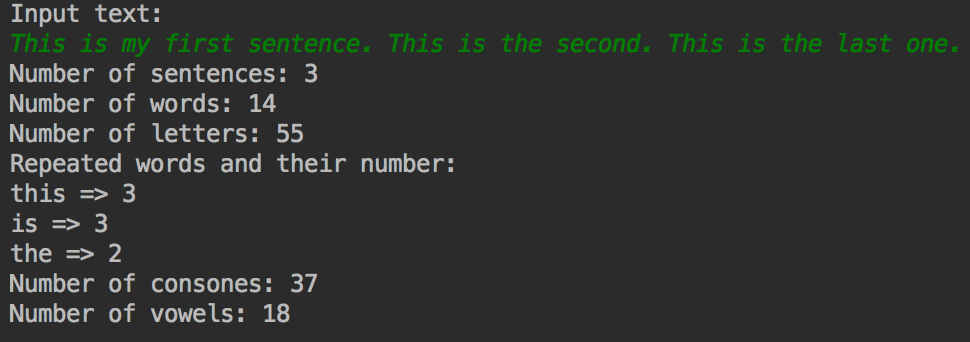 Input text:
This is my first sentence. This is the second. This is the last one.
Number of sentences: 3
Number of words: 14
Number of letters: 55
Repeated words and their number:
this => 3
is => 3
the => 2
Number of consones: 37
Number of vowels: 18